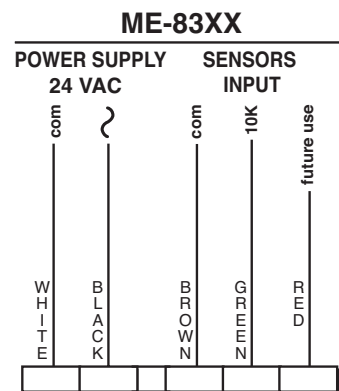 ME-83XX
POWER SUPPLY
24 VAC
SENSORS
INPUT
com
~
com
10K
future use
WHITE
BLACK
BROWN
GREEN
RED